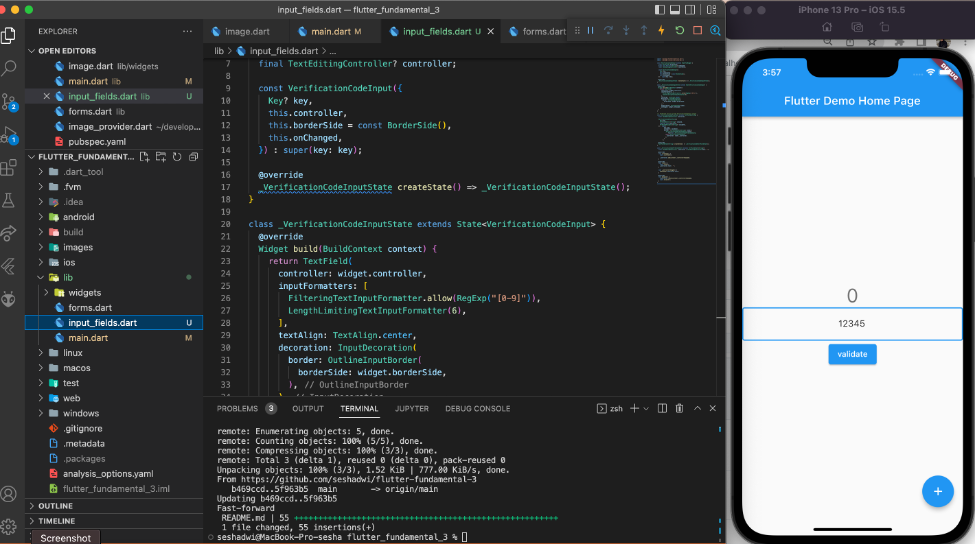 input_fields.dart — flutter_fundamental_3
iPhone 13 Pro – iOS 15.5
EXPLORER
OPEN EDITORS
image.dart lib/widgets
main.dart lib M
input_fields.dart lib U
forms.dart lib
image_provider.dart ~/develop...
pubspec.yaml
FLUTTER_FUNDAMENT...
.dart_tool
.fvm
.idea
android
build
images
ios
lib
widgets
forms.dart
input_fields.dart U
main.dart M
linux
macos
test
web
windows
.gitignore
.metadata
.packages
analysis_options.yaml
flutter_fundamental_3.iml
OUTLINE
TIMELINE
Screenshot
2
1
image.dart
main.dart M
input_fields.dart U
forms.dart
lib > input_fields.dart > ...
7 final TextEditingController? controller;
8
9 const VerificationCodeInput({
10 Key? key,
11 this.controller,
12 this.borderSide = const BorderSide(),
13 this.onChanged,
14 }) : super(key: key);
15
16 @override
17 _VerificationCodeInputState createState() => _VerificationCodeInputState();
18 }
19
20 class _VerificationCodeInputState extends State<VerificationCodeInput> {
21 @override
22 Widget build(BuildContext context) {
23 return TextField(
24 controller: widget.controller,
25 inputFormatters: [
26 FilteringTextInputFormatter.allow(RegExp("[0-9]")),
27 LengthLimitingTextInputFormatter(6),
28 ],
29 textAlign: TextAlign.center,
30 decoration: InputDecoration(
31 border: OutlineInputBorder(
32 borderSide: widget.borderSide,
33 ), // OutlineInputBorder
PROBLEMS 3 OUTPUT TERMINAL JUPYTER DEBUG CONSOLE
zsh
remote: Enumerating objects: 5, done.
remote: Counting objects: 100% (5/5), done.
remote: Compressing objects: 100% (3/3), done.
remote: Total 3 (delta 1), reused 0 (delta 0), pack-reused 0
Unpacking objects: 100% (3/3), 1.52 KiB | 777.00 KiB/s, done.
From https://github.com/seshadwi/flutter-fundamental-3
b469ccd..5f963b5 main -> origin/main
Updating b469ccd..5f963b5
Fast-forward
README.md | 55 +++++++++++++++++++++++++++++++++++++++++++++++++++++++
1 file changed, 55 insertions(+)
seshadwi@MacBook-Pro-sesha flutter_fundamental_3 %
3:57
DEBUG
Flutter Demo Home Page
0
12345
validate
+